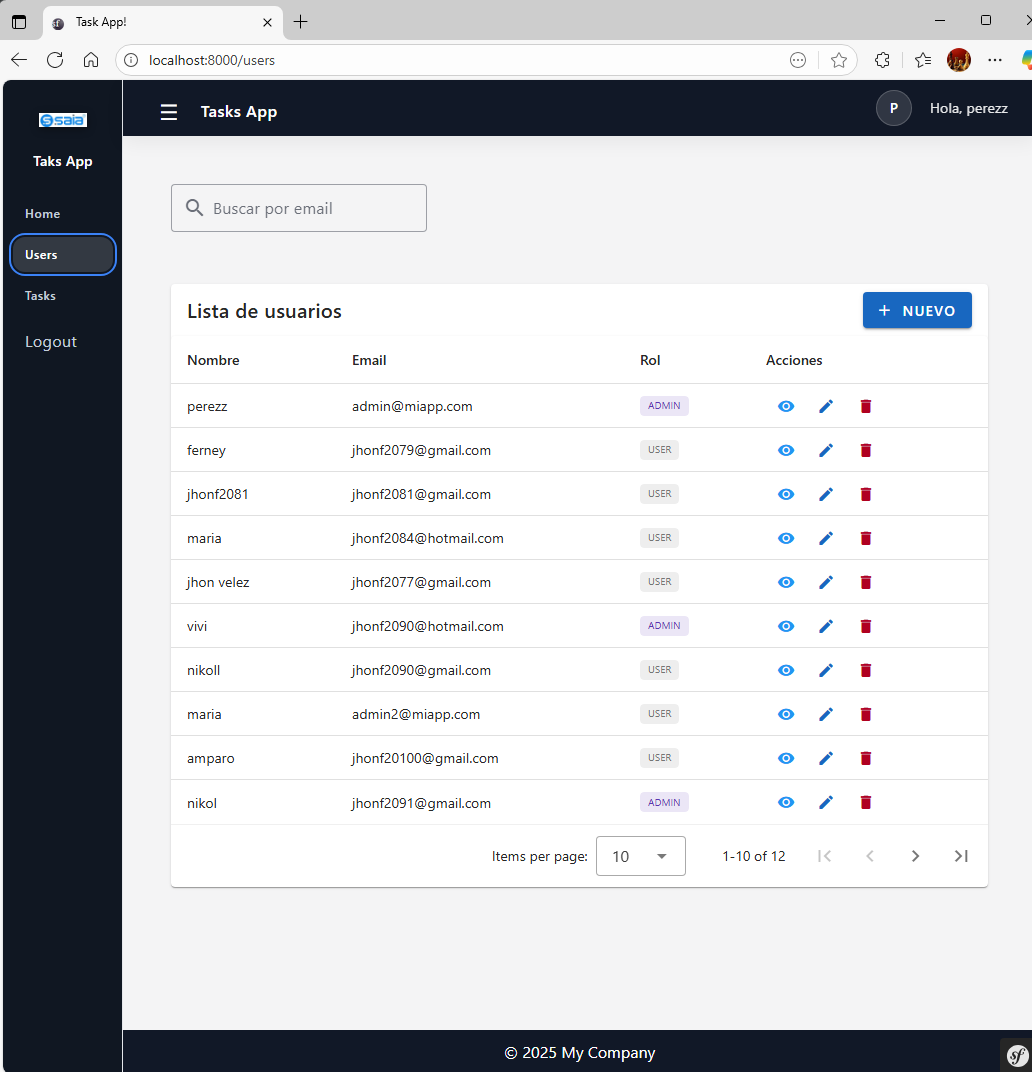 Task App!
localhost:8000/users
saia
Taks App
Home
Users
Tasks
Logout
Tasks App
P
Hola, perezz
Buscar por email
Lista de usuarios
+ NUEVO
Nombre Email Rol Acciones
perezz admin@miapp.com ADMIN
ferney jhonf2079@gmail.com USER
jhonf2081 jhonf2081@gmail.com USER
maria jhonf2084@hotmail.com USER
jhon velez jhonf2077@gmail.com USER
vivi jhonf2090@hotmail.com ADMIN
nikoll jhonf2090@gmail.com USER
maria admin2@miapp.com USER
amparo jhonf20100@gmail.com USER
nikol jhonf2091@gmail.com ADMIN
Items per page: 10 1-10 of 12
© 2025 My Company
sf